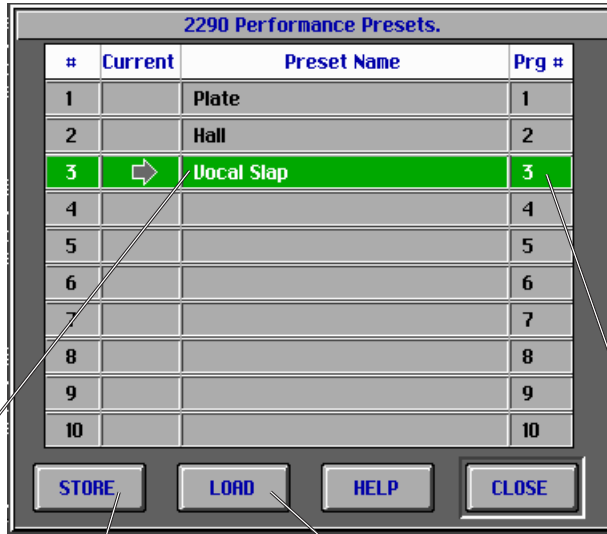 2290 Performance Presets.
# Current Preset Name Prg #
1 Plate 1
2 Hall 2
3 Vocal Slap 3
4 4
5 5
6 6
7 7
8 8
9 9
10 10
STORE LOAD HELP CLOSE